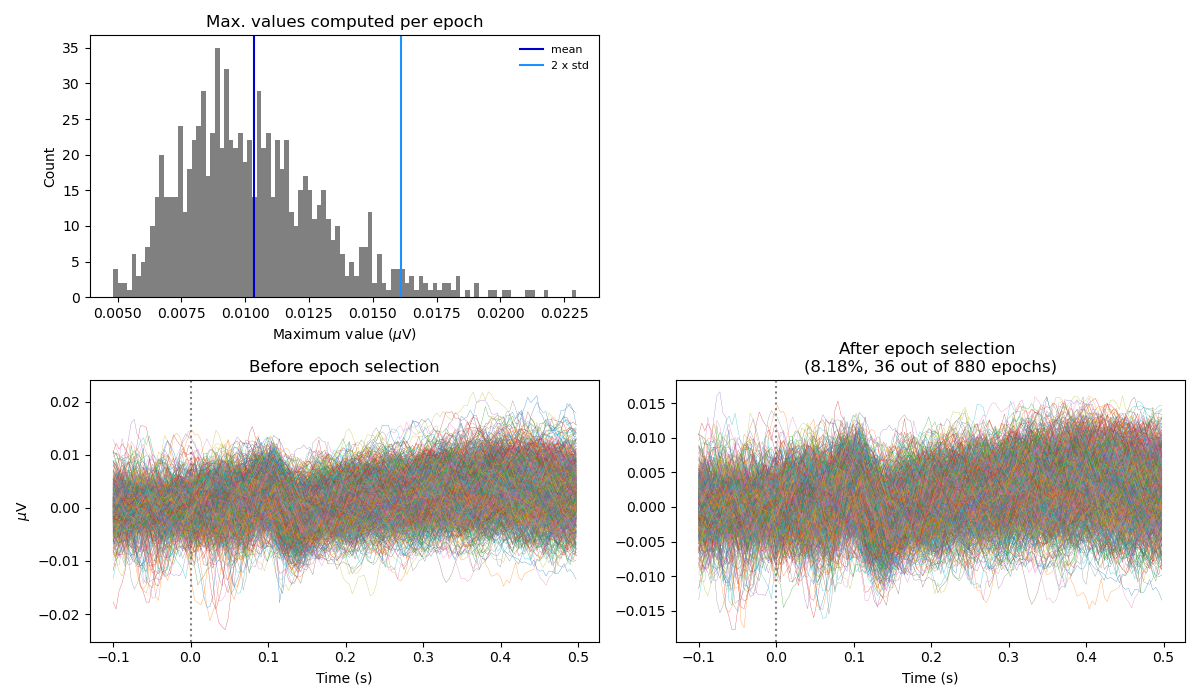 Max. values computed per epoch
35
30
25
20
15
10
5
0
Count
mean
2 x std
0.0050 0.0075 0.0100 0.0125 0.0150 0.0175 0.0200 0.0225
Maximum value (μV)
Before epoch selection
0.02
0.01
0.00
−0.01
−0.02
μV
−0.1 0.0 0.1 0.2 0.3 0.4 0.5
Time (s)
After epoch selection
(8.18%, 36 out of 880 epochs)
0.015
0.010
0.005
0.000
−0.005
−0.010
−0.015
−0.1 0.0 0.1 0.2 0.3 0.4 0.5
Time (s)